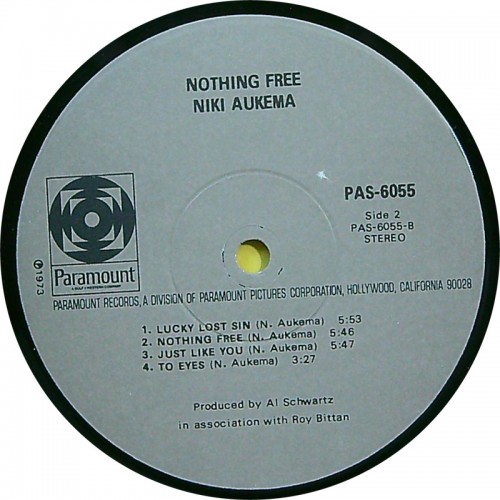 NOTHING FREE
NIKI AUKEMA
PAS-6055
Side 2
PAS-6055-B
STEREO
Paramount
Ⓟ1973
PARAMOUNT RECORDS, A DIVISION OF PARAMOUNT PICTURES CORPORATION, HOLLYWOOD, CALIFORNIA 90028
1. LUCKY LOST SIN (N. Aukema) 5:53
2. NOTHING FREE (N. Aukema) 5:46
3. JUST LIKE YOU (N. Aukema) 5:47
4. TO EYES (N. Aukema) 3:27
Produced by Al Schwartz
in association with Roy Bittan